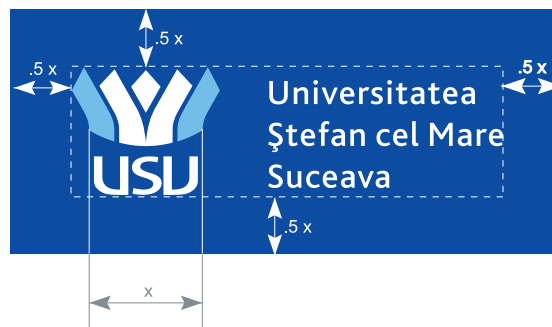 .5 x
.5 x
.5 x
Universitatea
Ştefan cel Mare
Suceava
USV
.5 x
x